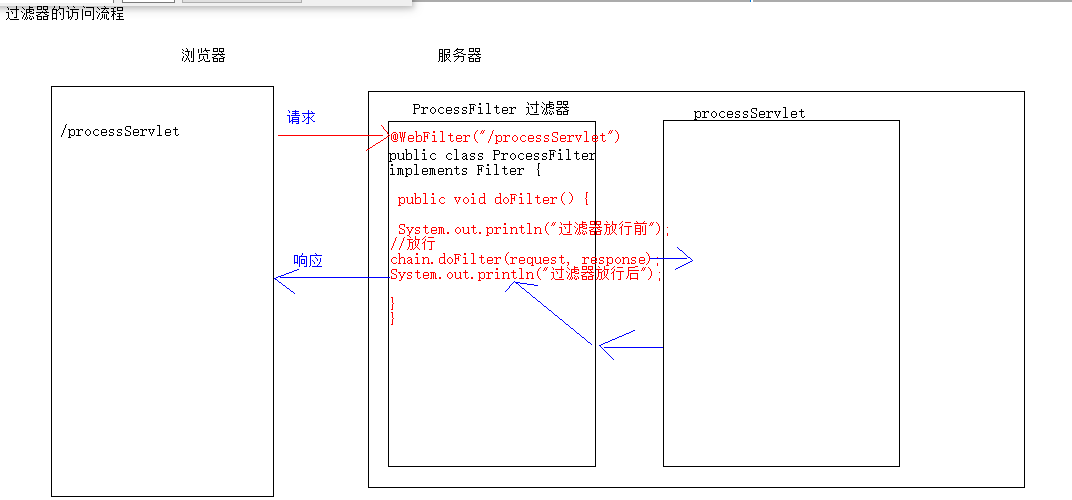 过滤器的访问流程
浏览器
服务器
/processServlet
请求
响应
ProcessFilter 过滤器
@WebFilter("/processServlet")
public class ProcessFilter
implements Filter {
public void doFilter() {
System.out.println("过滤器放行前");
//放行
chain.doFilter(request, response);
System.out.println("过滤器放行后");
}
}
processServlet